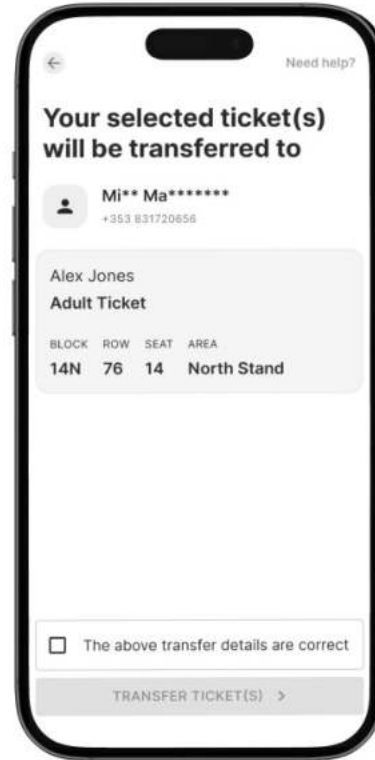 Need help?
Your selected ticket(s)
will be transferred to
Mi** Ma*******
+353 831720656
Alex Jones
Adult Ticket
BLOCK ROW SEAT AREA
14N 76 14 North Stand
The above transfer details are correct
TRANSFER TICKET(S) >